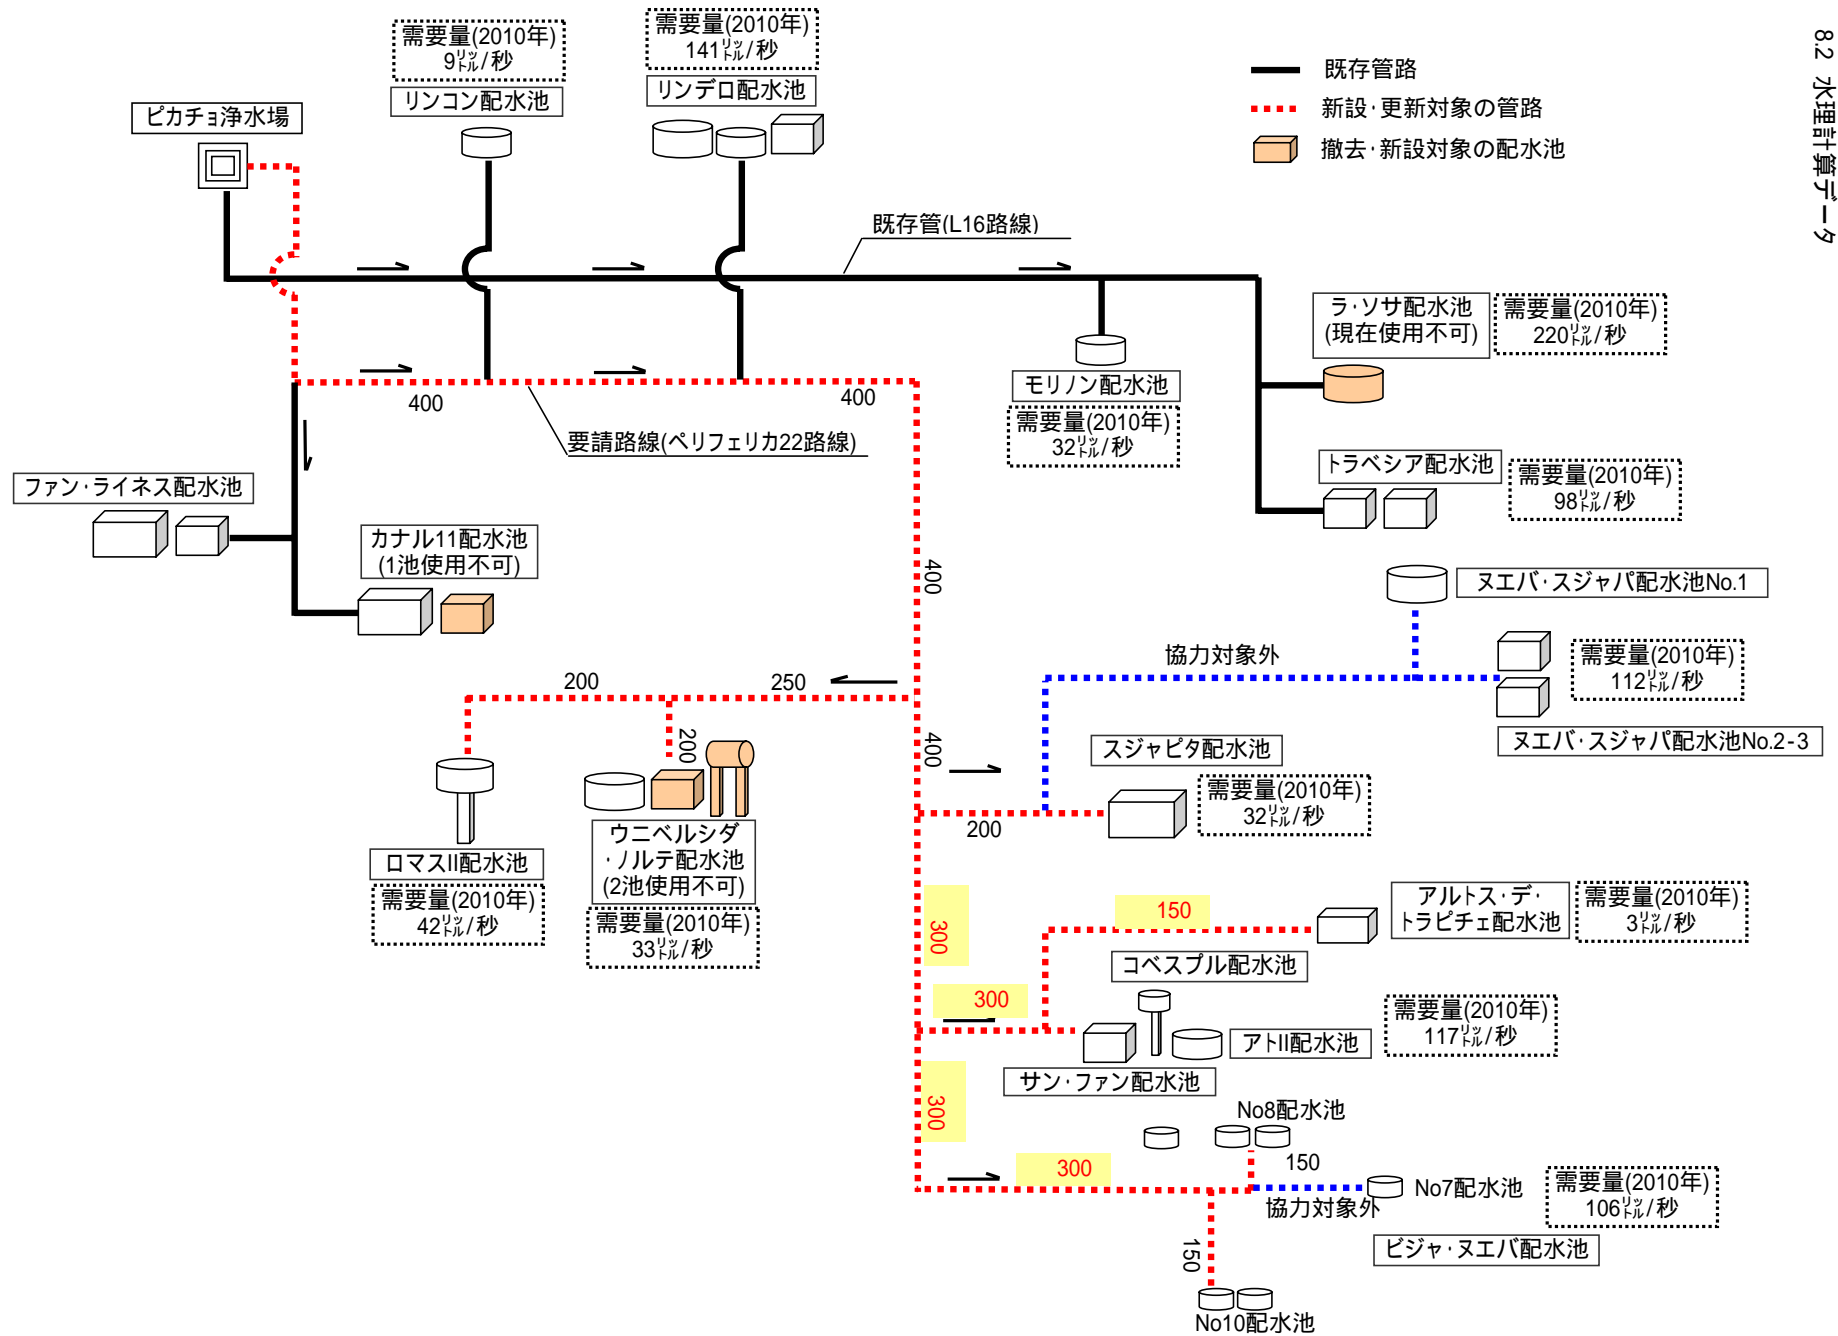 8.2 水理計算データ
需要量(2010年)
9リットル/秒
リンコン配水池
需要量(2010年)
141リットル/秒
リンデロ配水池
既存管路
新設･更新対象の管路
撤去･新設対象の配水池
ピカチョ浄水場
既存管(L16路線)
ラ･ソサ配水池
(現在使用不可)
需要量(2010年)
220リットル/秒
モリノン配水池
需要量(2010年)
32リットル/秒
400
400
要請路線(ペリフェリカ22路線)
トラベシア配水池
需要量(2010年)
98リットル/秒
ファン･ライネス配水池
カナル11配水池
(1池使用不可)
400
ヌエバ･スジャパ配水池No.1
協力対象外
需要量(2010年)
112リットル/秒
ヌエバ･スジャパ配水池No.2-3
200
250
200
400
スジャピタ配水池
需要量(2010年)
32リットル/秒
200
ロマスII配水池
需要量(2010年)
42リットル/秒
ウニベルシダ
･ノルテ配水池
(2池使用不可)
需要量(2010年)
33リットル/秒
300
150
アルトス･デ･
トラピチェ配水池
需要量(2010年)
3リットル/秒
コベスプル配水池
300
需要量(2010年)
117リットル/秒
アトII配水池
サン･ファン配水池
300
No8配水池
150
300
No7配水池
需要量(2010年)
106リットル/秒
協力対象外
ビジャ･ヌエバ配水池
150
No10配水池